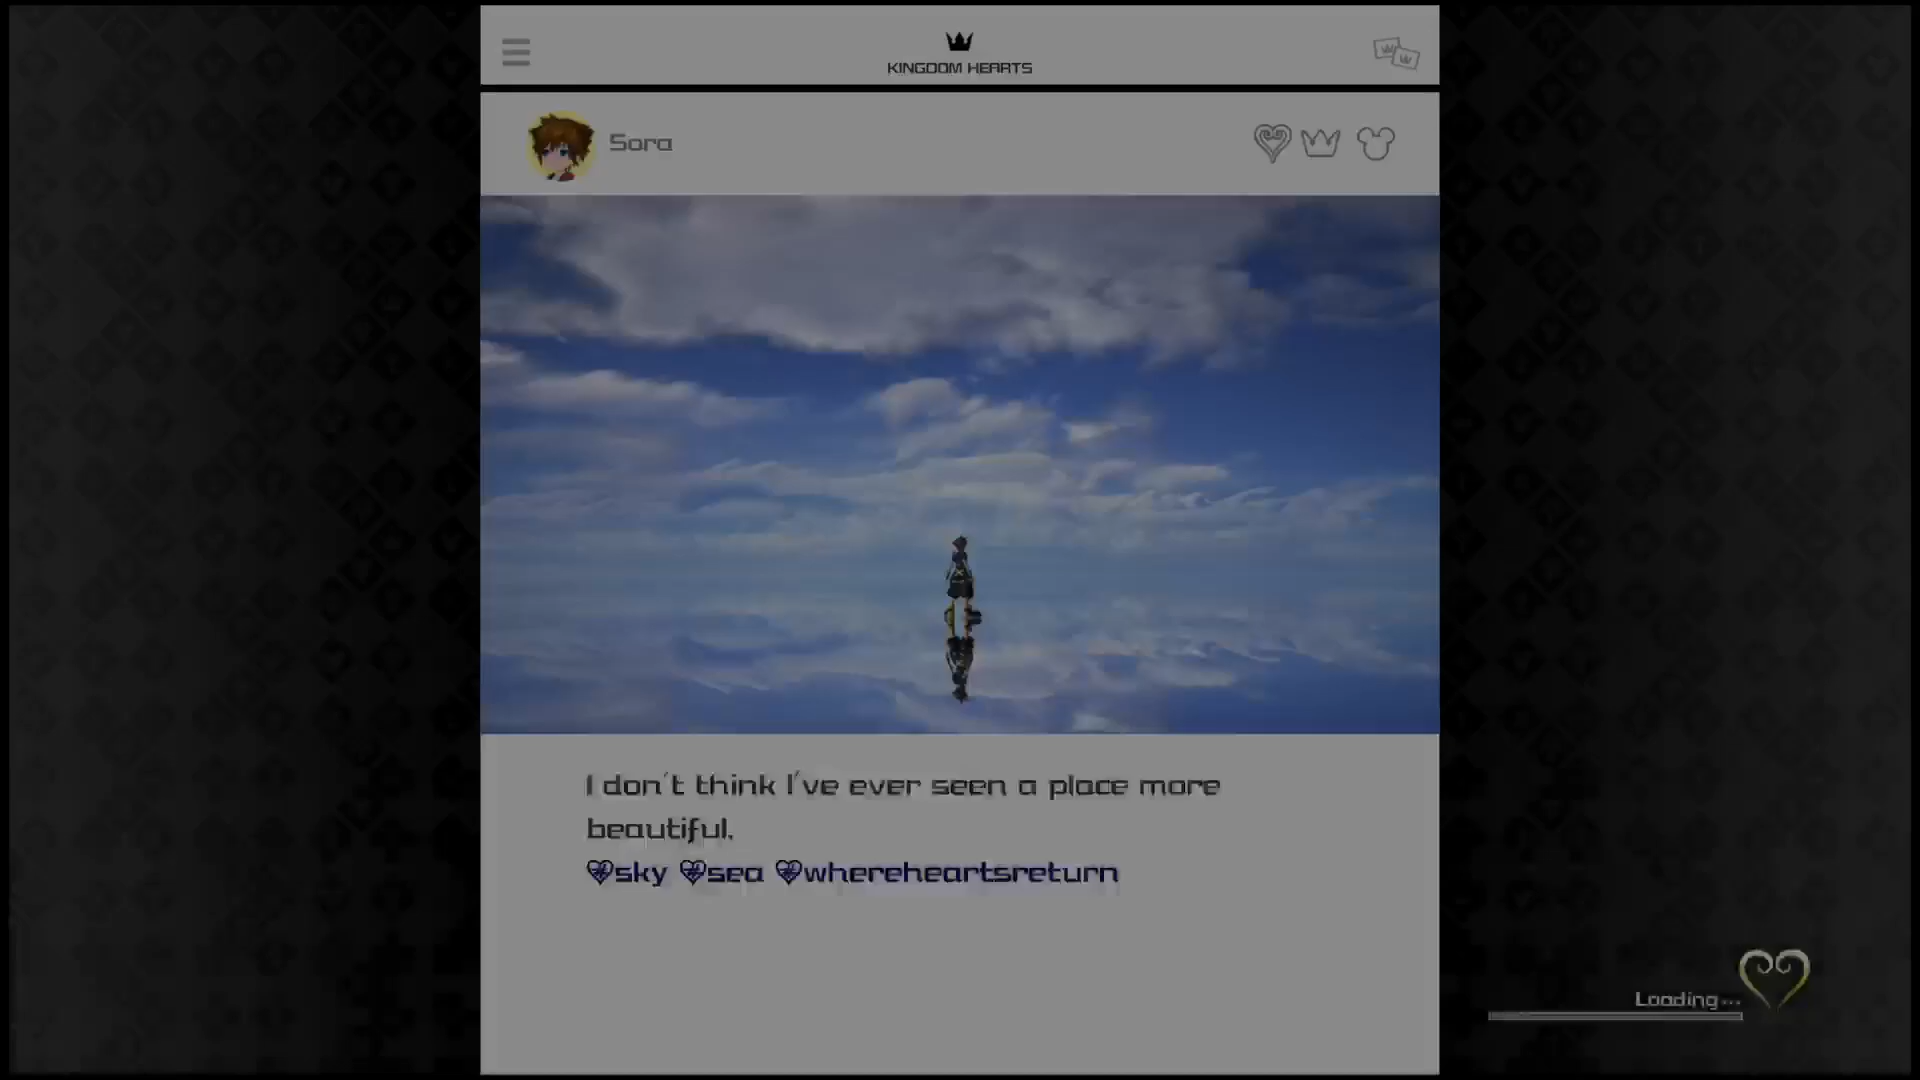 KINGDOM HEARTS
Sora
I don't think I've ever seen a place more
beautiful.
#sky #sea #whereheartsreturn
Loading...